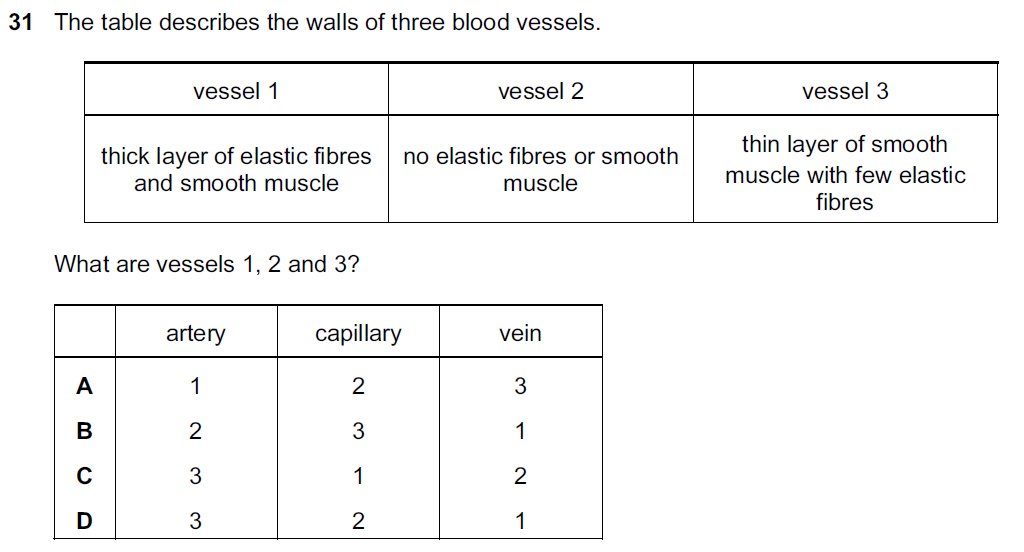 31 The table describes the walls of three blood vessels.
vessel 1 vessel 2 vessel 3
thick layer of elastic fibres and smooth muscle no elastic fibres or smooth muscle thin layer of smooth muscle with few elastic fibres
What are vessels 1, 2 and 3?
artery capillary vein
A 1 2 3
B 2 3 1
C 3 1 2
D 3 2 1